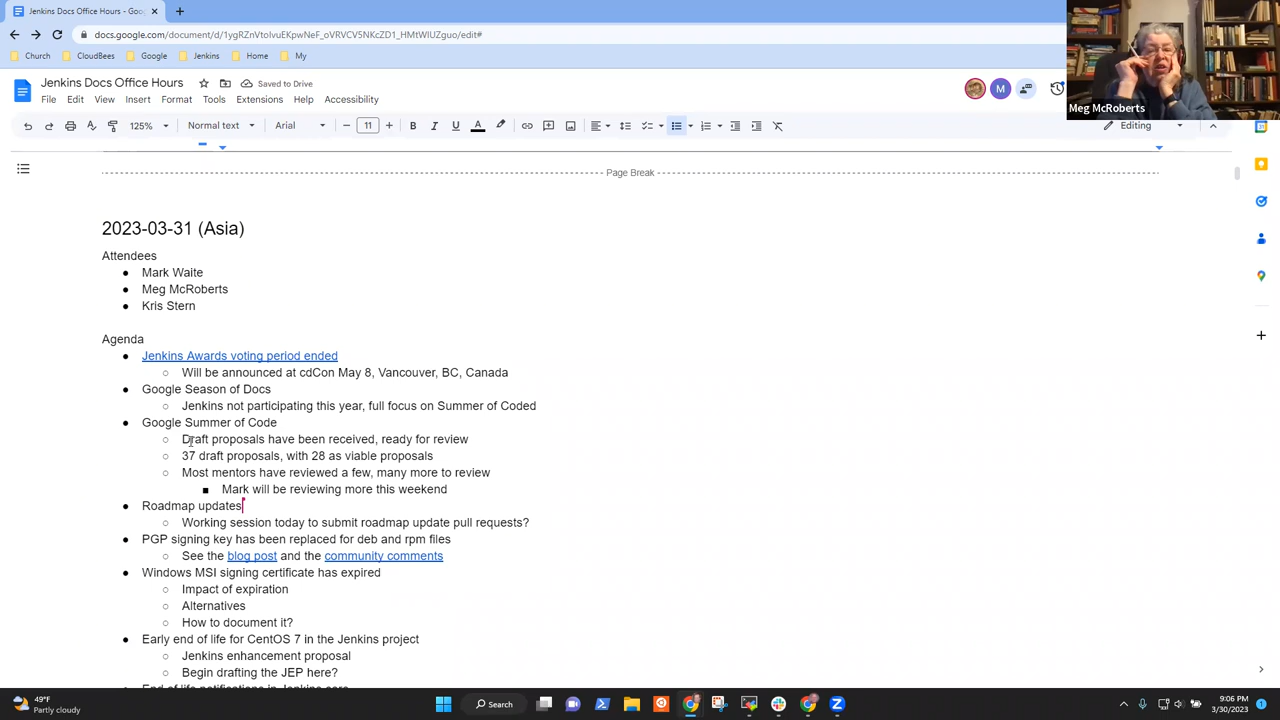 Jenkins Docs Office Hours - Go
docs.google.com/document/d/1ygRZnVtoIvuEKpwNeF_oVRVCV5NKcZD1_HMtWIUZguo/edit#
Church CloudBees Google Jenkins Home My
Jenkins Docs Office Hours Saved to Drive
File Edit View Insert Format Tools Extensions Help Accessibility
M
Meg McRoberts
125% Normal text Arial 11 Editing
Page Break
2023-03-31 (Asia)
Attendees
● Mark Waite
● Meg McRoberts
● Kris Stern
Agenda
● Jenkins Awards voting period ended
○ Will be announced at cdCon May 8, Vancouver, BC, Canada
● Google Season of Docs
○ Jenkins not participating this year, full focus on Summer of Coded
● Google Summer of Code
○ Draft proposals have been received, ready for review
○ 37 draft proposals, with 28 as viable proposals
○ Most mentors have reviewed a few, many more to review
■ Mark will be reviewing more this weekend
● Roadmap updates
○ Working session today to submit roadmap update pull requests?
● PGP signing key has been replaced for deb and rpm files
○ See the blog post and the community comments
● Windows MSI signing certificate has expired
○ Impact of expiration
○ Alternatives
○ How to document it?
● Early end of life for CentOS 7 in the Jenkins project
○ Jenkins enhancement proposal
○ Begin drafting the JEP here?
● End of life notifications in Jenkins core
49°F
Partly cloudy
Search
9:06 PM
3/30/2023